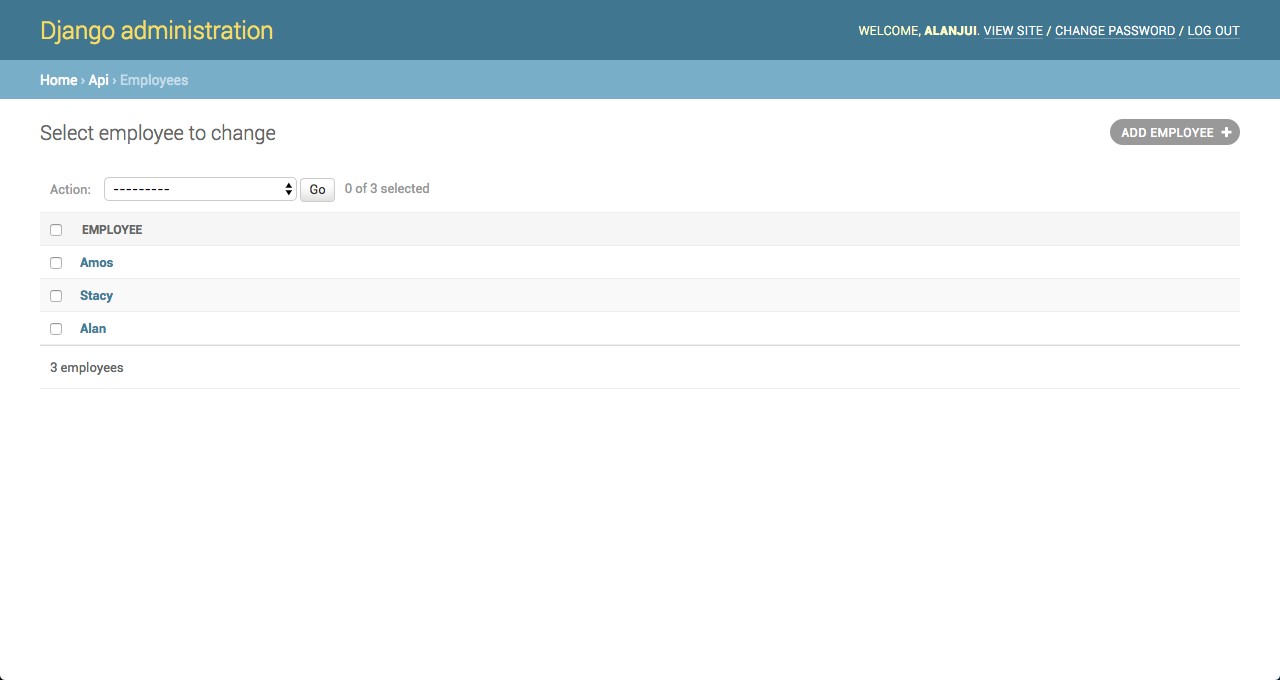 Django administration
WELCOME, ALANJUI. VIEW SITE / CHANGE PASSWORD / LOG OUT
Home › Api › Employees
Select employee to change
ADD EMPLOYEE +
Action: --------- Go 0 of 3 selected
EMPLOYEE
Amos
Stacy
Alan
3 employees